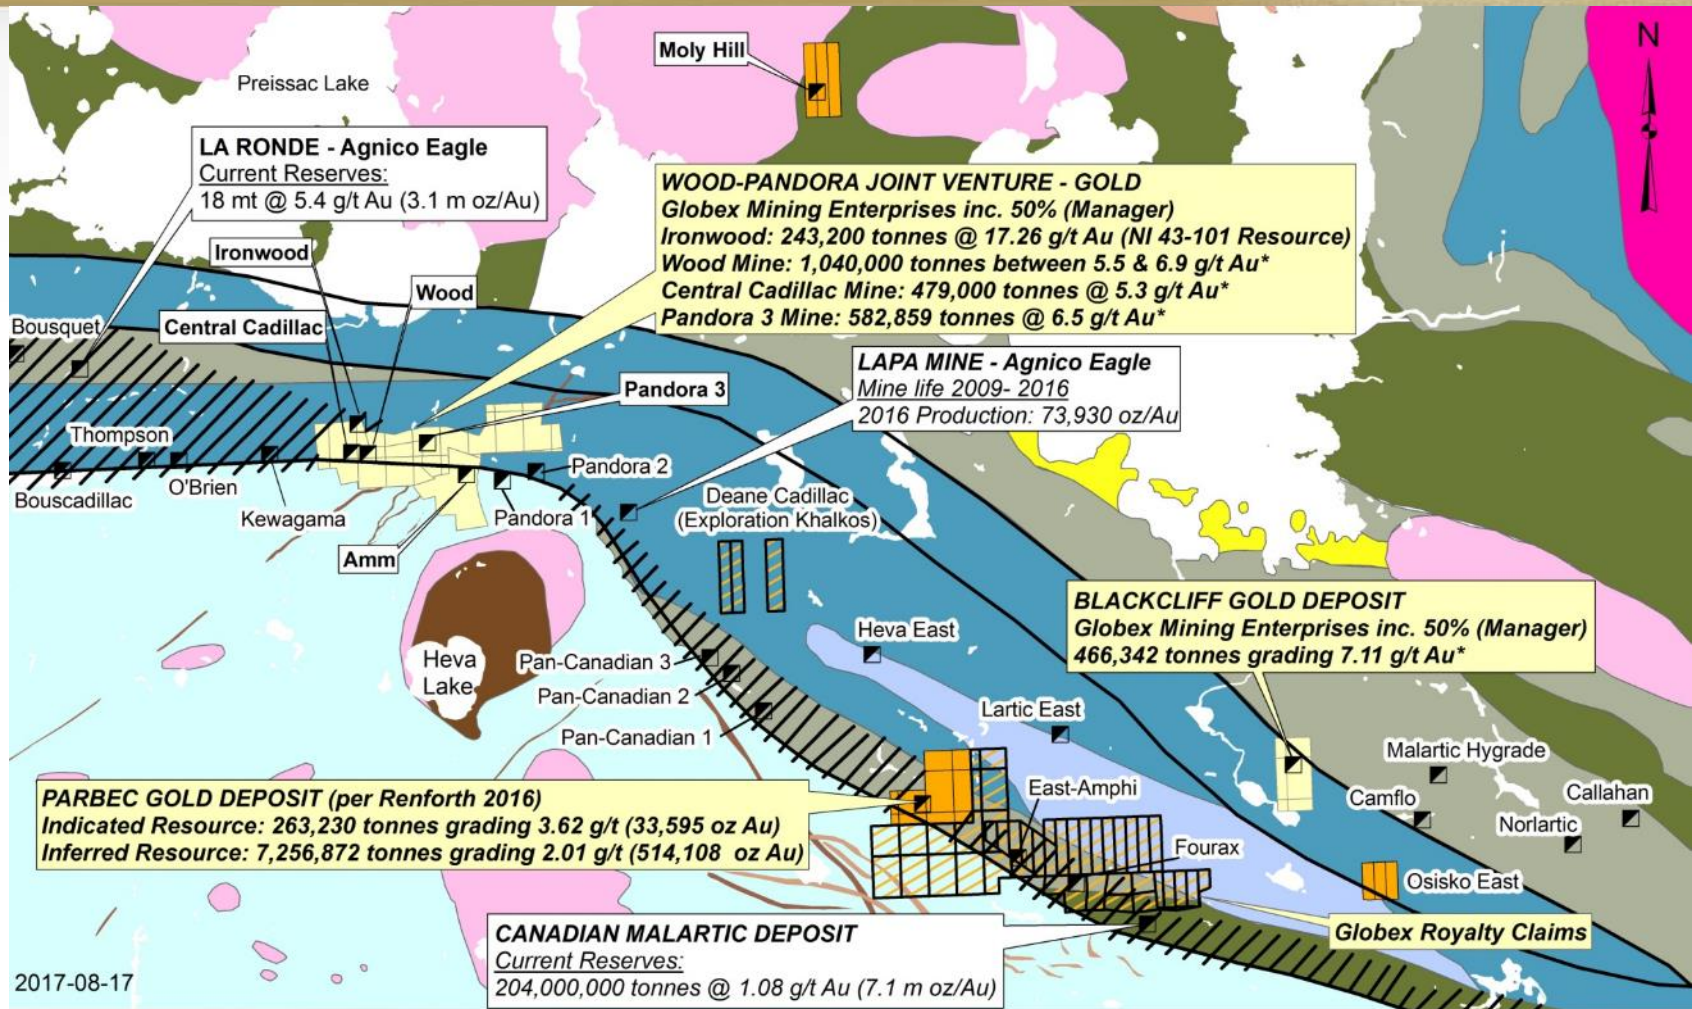 N
Moly Hill
Preissac Lake
LA RONDE - Agnico Eagle
Current Reserves:
18 mt @ 5.4 g/t Au (3.1 m oz/Au)
WOOD-PANDORA JOINT VENTURE - GOLD
Globex Mining Enterprises inc. 50% (Manager)
Ironwood: 243,200 tonnes @ 17.26 g/t Au (NI 43-101 Resource)
Wood Mine: 1,040,000 tonnes between 5.5 & 6.9 g/t Au*
Central Cadillac Mine: 479,000 tonnes @ 5.3 g/t Au*
Pandora 3 Mine: 582,859 tonnes @ 6.5 g/t Au*
Ironwood
Wood
Bousquet
Central Cadillac
LAPA MINE - Agnico Eagle
Mine life 2009- 2016
2016 Production: 73,930 oz/Au
Pandora 3
Thompson
Pandora 2
Bouscadillac
O'Brien
Kewagama
Pandora 1
Deane Cadillac
(Exploration Khalkos)
Amm
BLACKCLIFF GOLD DEPOSIT
Globex Mining Enterprises inc. 50% (Manager)
466,342 tonnes grading 7.11 g/t Au*
Heva East
Heva
Lake
Pan-Canadian 3
Pan-Canadian 2
Pan-Canadian 1
Lartic East
Malartic Hygrade
East-Amphi
Camflo
Callahan
Norlartic
PARBEC GOLD DEPOSIT (per Renforth 2016)
Indicated Resource: 263,230 tonnes grading 3.62 g/t (33,595 oz Au)
Inferred Resource: 7,256,872 tonnes grading 2.01 g/t (514,108 oz Au)
Fourax
Osisko East
Globex Royalty Claims
CANADIAN MALARTIC DEPOSIT
Current Reserves:
204,000,000 tonnes @ 1.08 g/t Au (7.1 m oz/Au)
2017-08-17